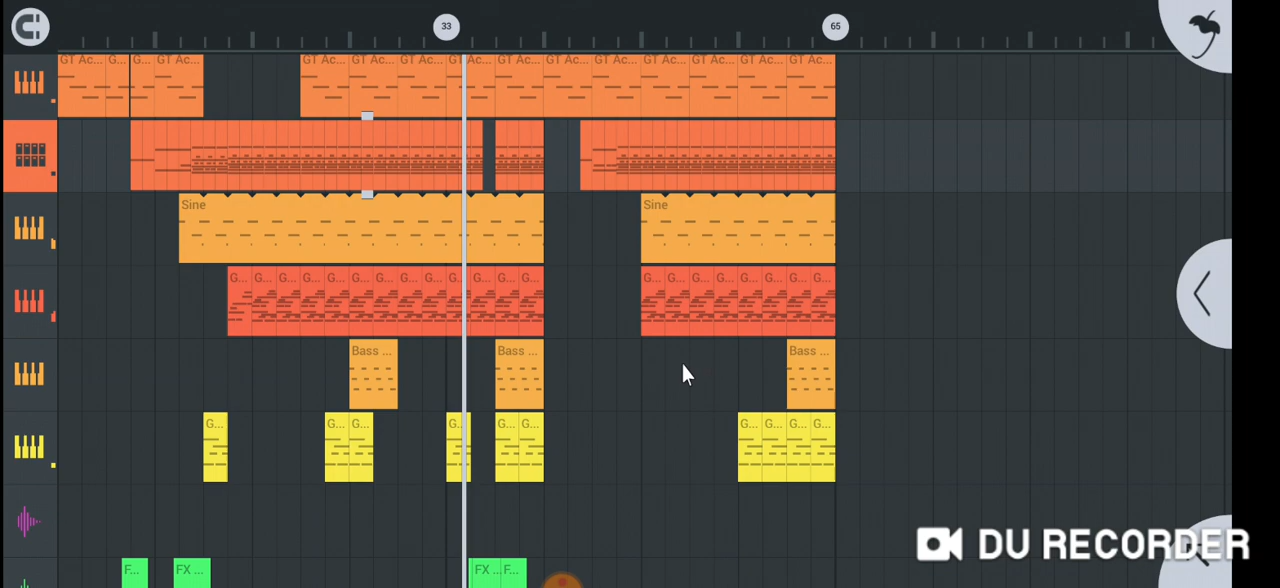 33 65
GT Ac... G... G... GT Ac... GT Ac... GT Ac... GT Ac... GT Ac... GT Ac... GT Ac... GT Ac... GT Ac... GT Ac... GT Ac... GT Ac...
Sine Sine
G... G... G... G... G... G... G... G... G... G... G... G... G... G... G... G... G... G... G... G... G...
Bass ... Bass ... Bass ...
G... G... G... G... G... G... G... G... G... G...
F... FX ... FX ... F...
DU RECORDER